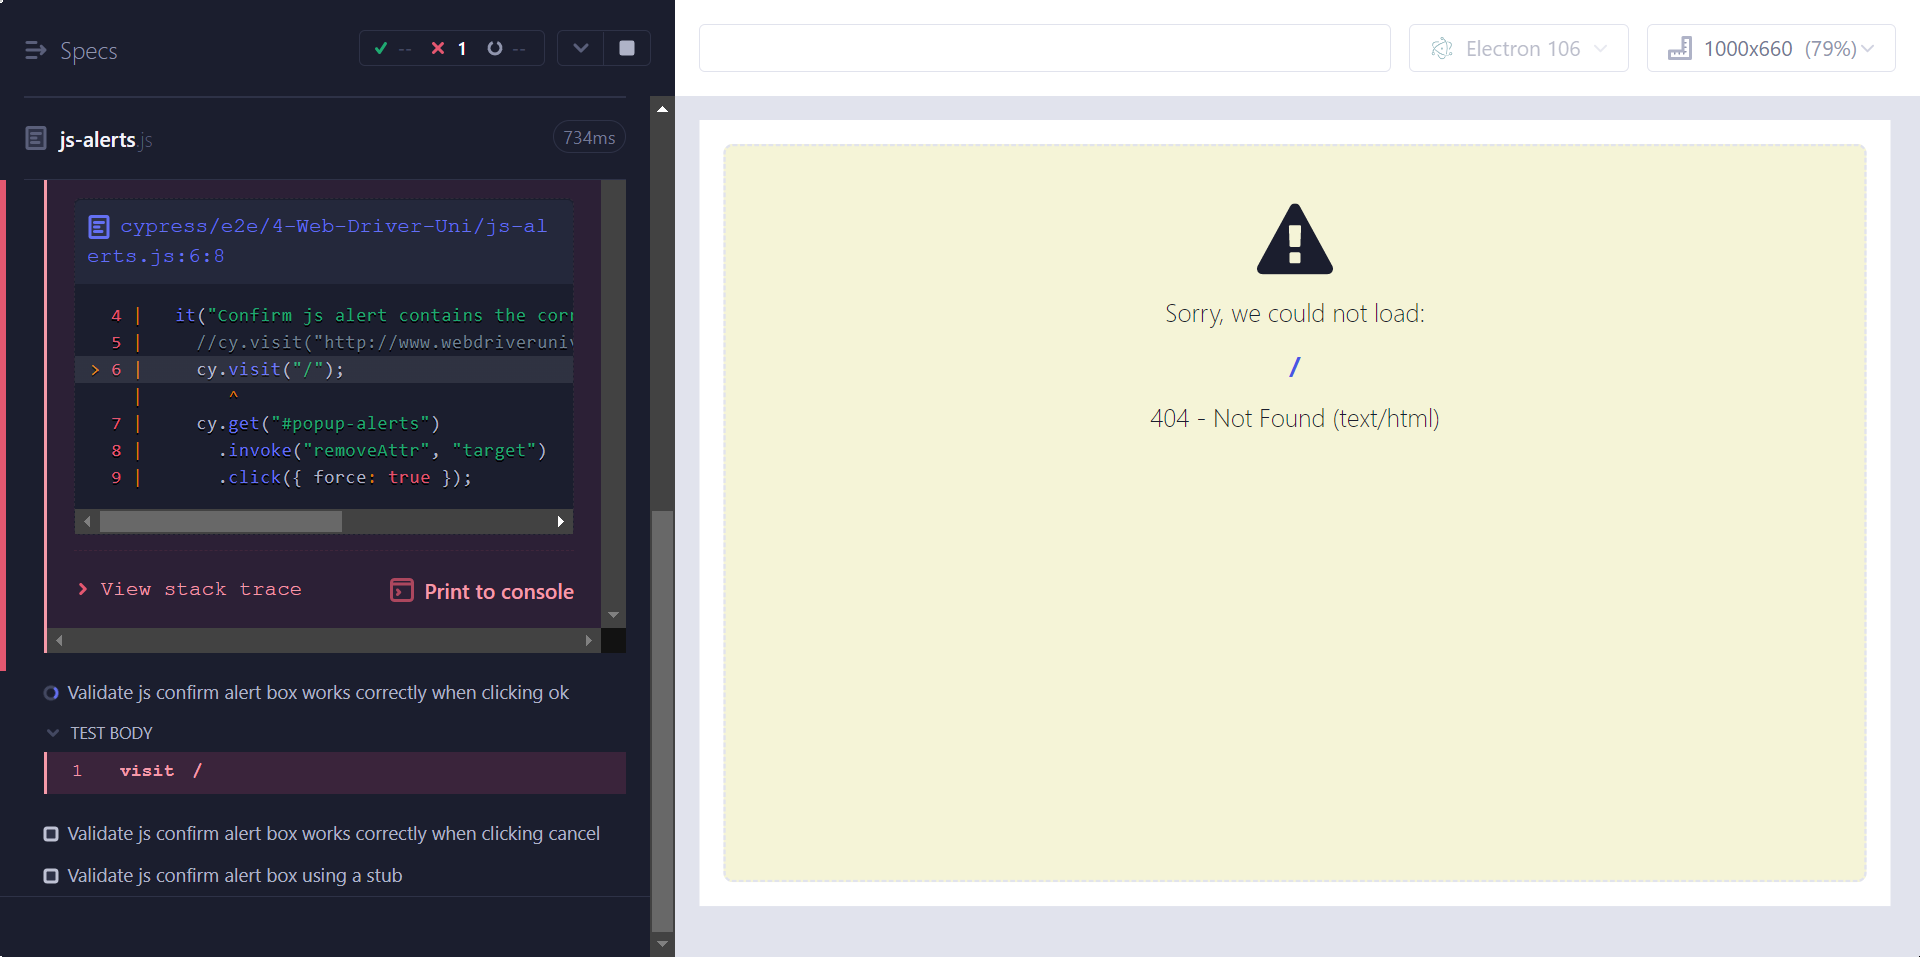 Specs
-- 1 --
Electron 106
1000x660 (79%)
js-alerts.js
734ms
cypress/e2e/4-Web-Driver-Uni/js-al
erts.js:6:8
4 | it("Confirm js alert contains the corr
5 | //cy.visit("http://www.webdriveruniv
> 6 | cy.visit("/");
| ^
7 | cy.get("#popup-alerts")
8 | .invoke("removeAttr", "target")
9 | .click({ force: true });
> View stack trace
Print to console
Validate js confirm alert box works correctly when clicking ok
TEST BODY
1 visit /
Validate js confirm alert box works correctly when clicking cancel
Validate js confirm alert box using a stub
Sorry, we could not load:
/
404 - Not Found (text/html)